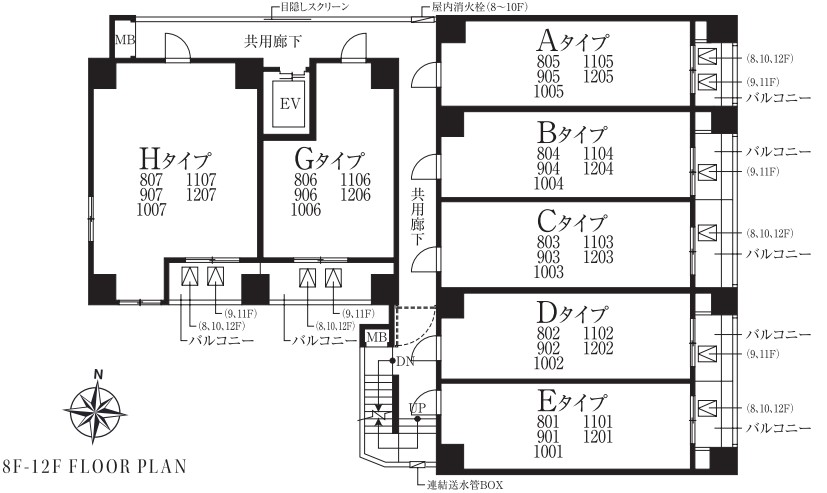 目隠しスクリーン
屋内消火栓(8〜10F)
MB
共用廊下
EV
Aタイプ
805 1105
905 1205
1005
(8,10,12F)
(9,11F)
バルコニー
Bタイプ
804 1104
904 1204
1004
バルコニー
(9,11F)
Hタイプ
807 1107
907 1207
1007
Gタイプ
806 1106
906 1206
1006
共用廊下
Cタイプ
803 1103
903 1203
1003
(8,10,12F)
バルコニー
(9,11F)
(8,10,12F)
バルコニー
(9,11F)
(8,10,12F)
バルコニー
Dタイプ
802 1102
902 1202
1002
バルコニー
(9,11F)
MB
DN
UP
Eタイプ
801 1101
901 1201
1001
(8,10,12F)
バルコニー
N
8F-12F FLOOR PLAN
連結送水管BOX